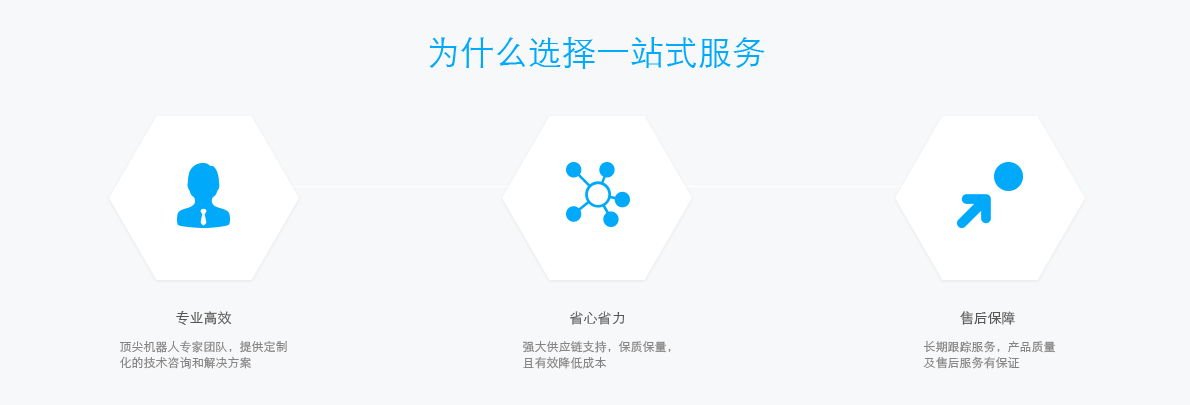 为什么选择一站式服务
专业高效
顶尖机器人专家团队，提供定制
化的技术咨询和解决方案
省心省力
强大供应链支持，保质保量，
且有效降低成本
售后保障
长期跟踪服务，产品质量
及售后服务有保证